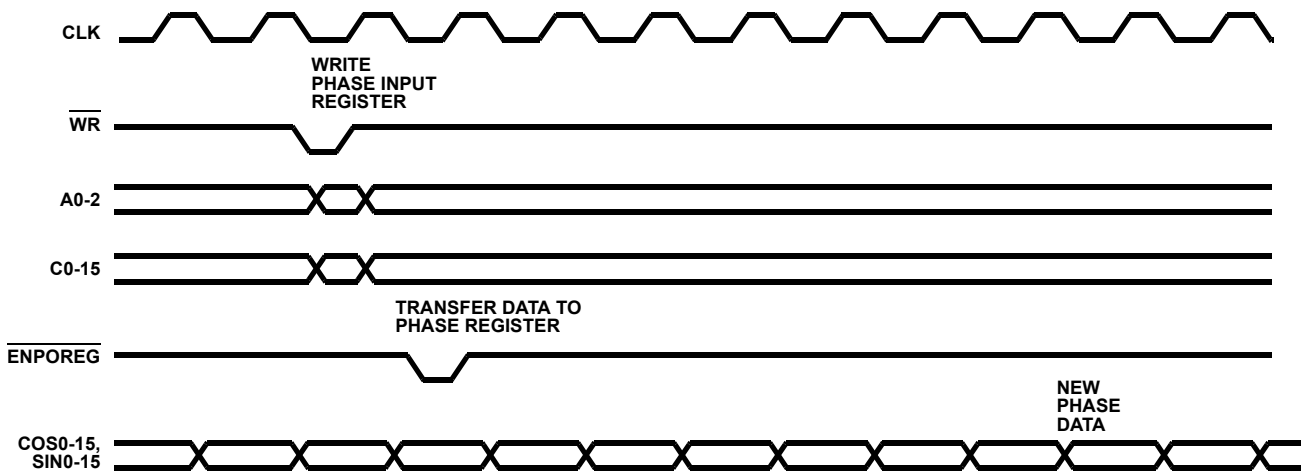 CLK
WRITE
PHASE INPUT
REGISTER
WR
A0-2
C0-15
TRANSFER DATA TO
PHASE REGISTER
ENPOREG
NEW
PHASE
DATA
COS0-15,
SIN0-15